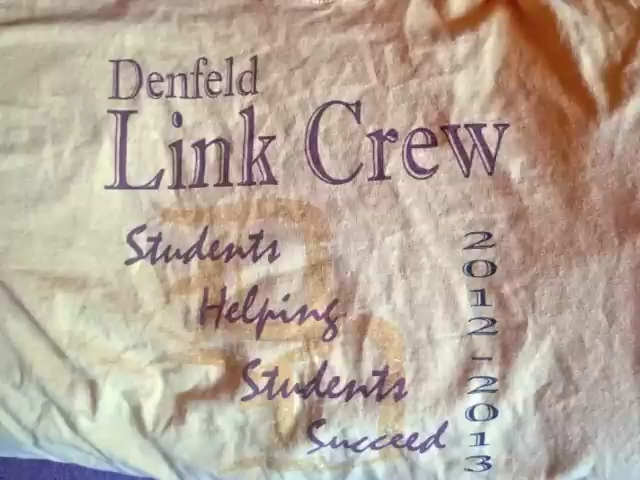 Denfeld
Link Crew
Students
Helping
Students
Succeed
2012-2013